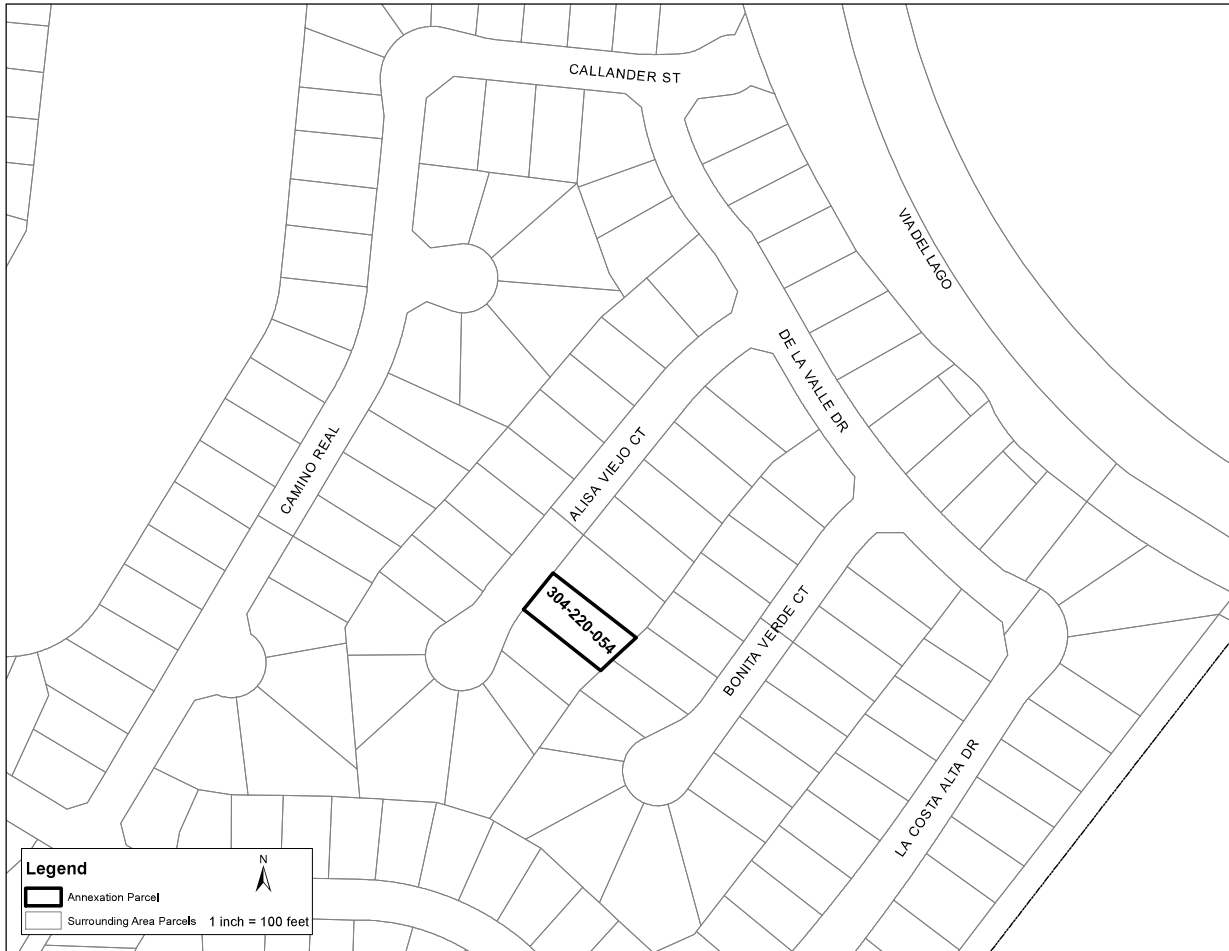 CALLANDER ST
VIA DEL LAGO
DE LA VALLE DR
CAMINO REAL
ALISA VIEJO CT
304-220-054
BONITA VERDE CT
LA COSTA ALTA DR
Legend
N
Annexation Parcel
Surrounding Area Parcels 1 inch = 100 feet